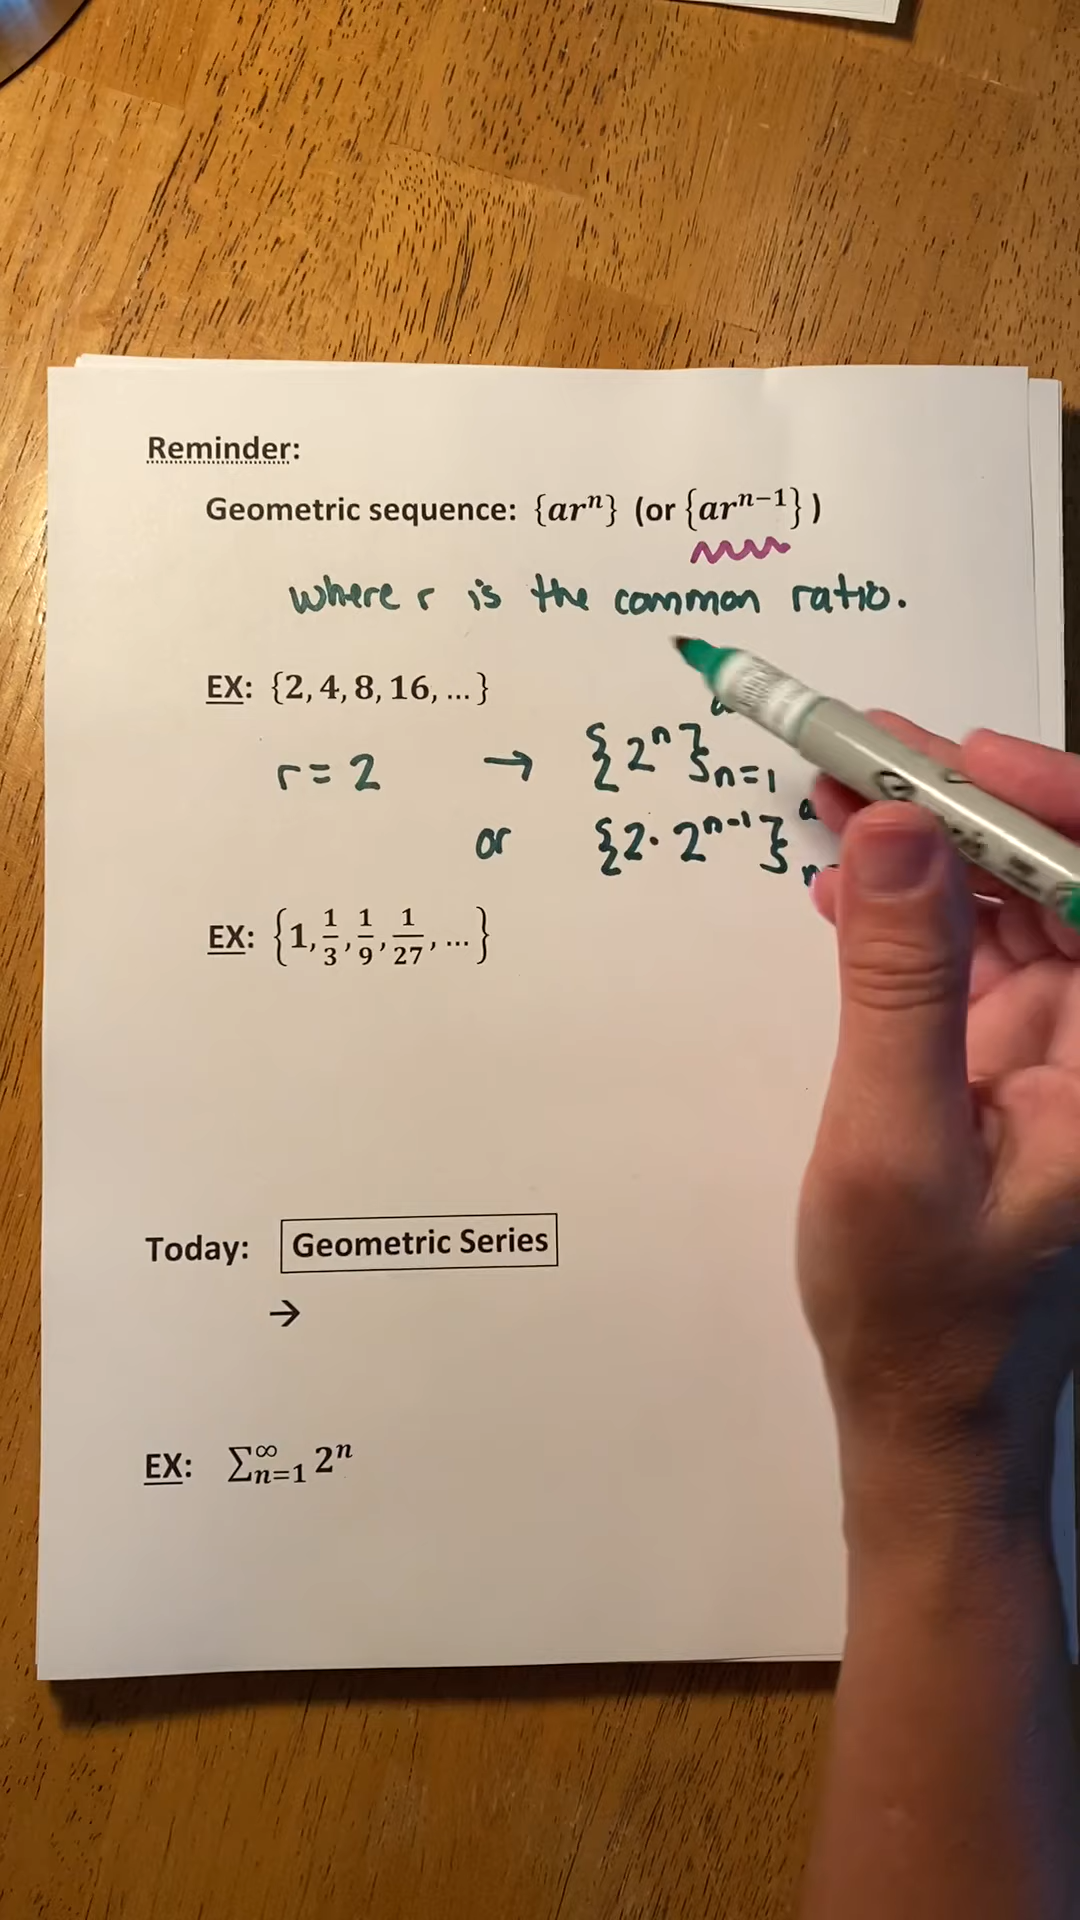 Reminder:
Geometric sequence: {arⁿ} (or {arⁿ⁻¹})
where r is the common ratio.
EX: {2, 4, 8, 16, … }
r = 2 → {2ⁿ}ₙ₌₁
or {2 · 2ⁿ⁻¹}
EX: {1, 1/3, 1/9, 1/27, … }
Today: Geometric Series
→
EX: ∑ₙ₌₁^∞ 2ⁿ